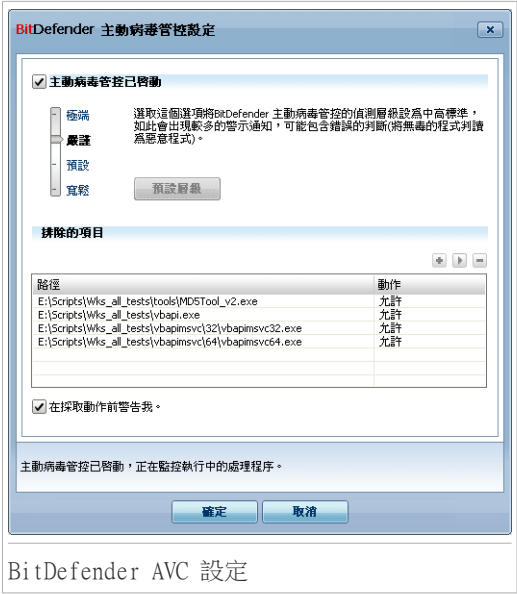 BitDefender 主動病毒管控設定
主動病毒管控已啓動
極端
嚴謹
預設
寬鬆
選取這個選項將BitDefender 主動病毒管控的偵測層級設爲中高標準，
如此會出現較多的警示通知，可能包含錯誤的判斷(將無毒的程式判讀
爲惡意程式)。
預設層級
排除的項目
路徑 動作
E:\Scripts\Wks_all_tests\tools\MD5Tool_v2.exe 允許
E:\Scripts\Wks_all_tests\vbapi.exe 允許
E:\Scripts\Wks_all_tests\vbapimsvc\32\vbapimsvc32.exe 允許
E:\Scripts\Wks_all_tests\vbapimsvc\64\vbapimsvc64.exe 允許
在採取動作前警告我。
主動病毒管控已啓動，正在監控執行中的處理程序。
確定 取消
BitDefender AVC 設定